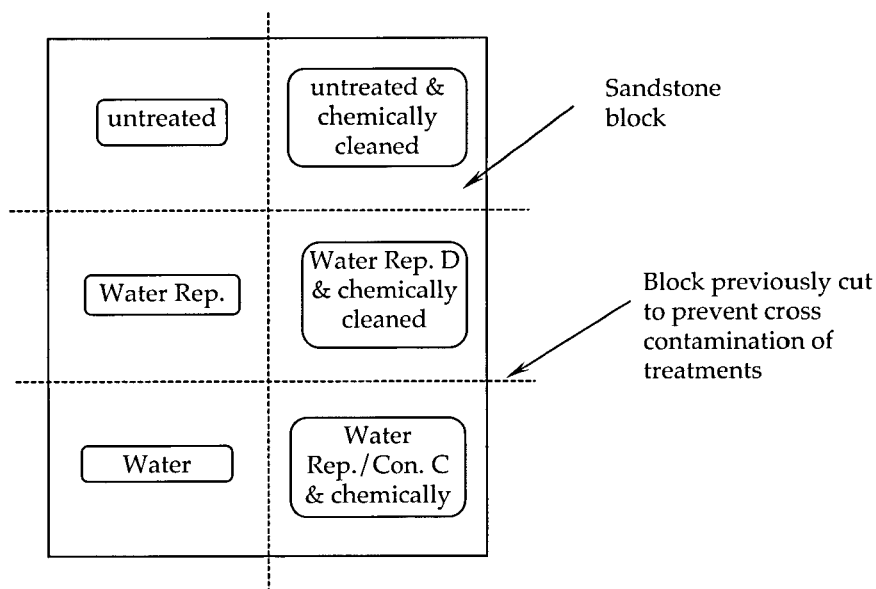 untreated
untreated &
chemically
cleaned
Sandstone
block
Water Rep.
Water Rep. D
& chemically
cleaned
Block previously cut
to prevent cross
contamination of
treatments
Water
Water
Rep./Con. C
& chemically